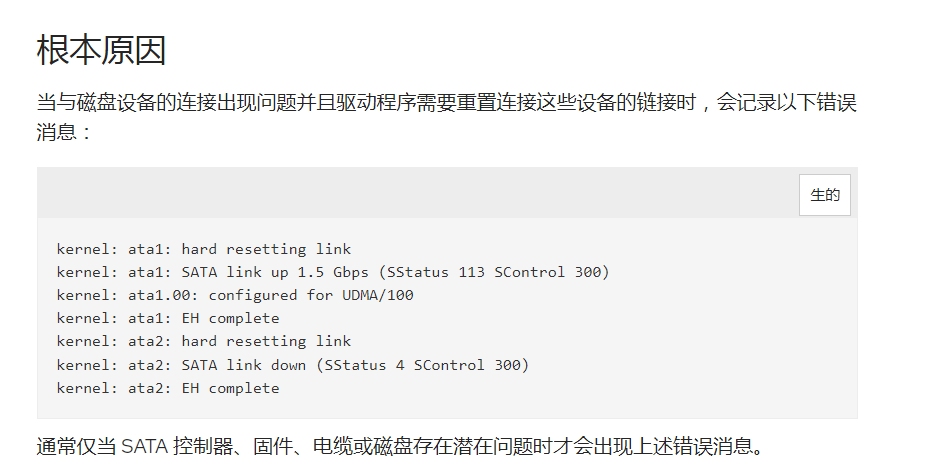 根本原因
当与磁盘设备的连接出现问题并且驱动程序需要重置连接这些设备的链接时，会记录以下错误
消息：
生的
kernel: ata1: hard resetting link
kernel: ata1: SATA link up 1.5 Gbps (SStatus 113 SControl 300)
kernel: ata1.00: configured for UDMA/100
kernel: ata1: EH complete
kernel: ata2: hard resetting link
kernel: ata2: SATA link down (SStatus 4 SControl 300)
kernel: ata2: EH complete
通常仅当 SATA 控制器、固件、电缆或磁盘存在潜在问题时才会出现上述错误消息。